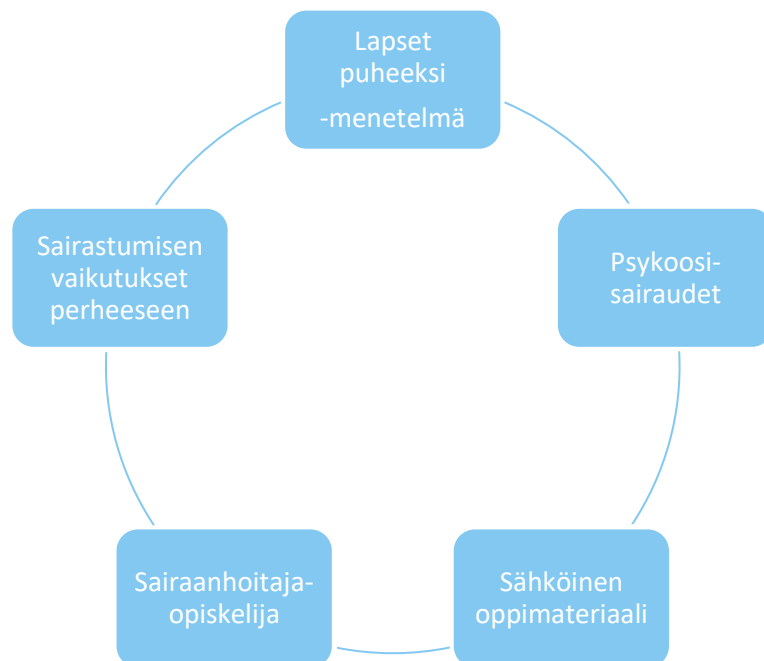 Lapset
puheeksi
-menetelmä
Psykoosi-
sairaudet
Sähköinen
oppimateriaali
Sairaanhoitaja-
opiskelija
Sairastumisen
vaikutukset
perheeseen